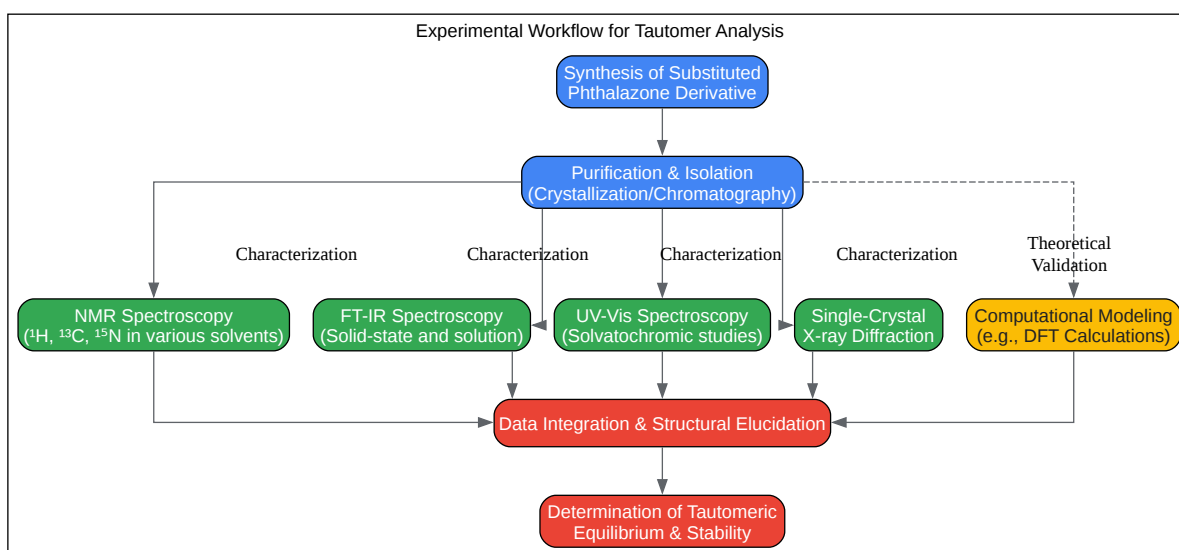 Experimental Workflow for Tautomer Analysis
Synthesis of Substituted
Phthalazone Derivative
Purification & Isolation
(Crystallization/Chromatography)
Characterization
Characterization
Characterization
Characterization
Theoretical
Validation
NMR Spectroscopy
(¹H, ¹³C, ¹⁵N in various solvents)
FT-IR Spectroscopy
(Solid-state and solution)
UV-Vis Spectroscopy
(Solvatochromic studies)
Single-Crystal
X-ray Diffraction
Computational Modeling
(e.g., DFT Calculations)
Data Integration & Structural Elucidation
Determination of Tautomeric
Equilibrium & Stability